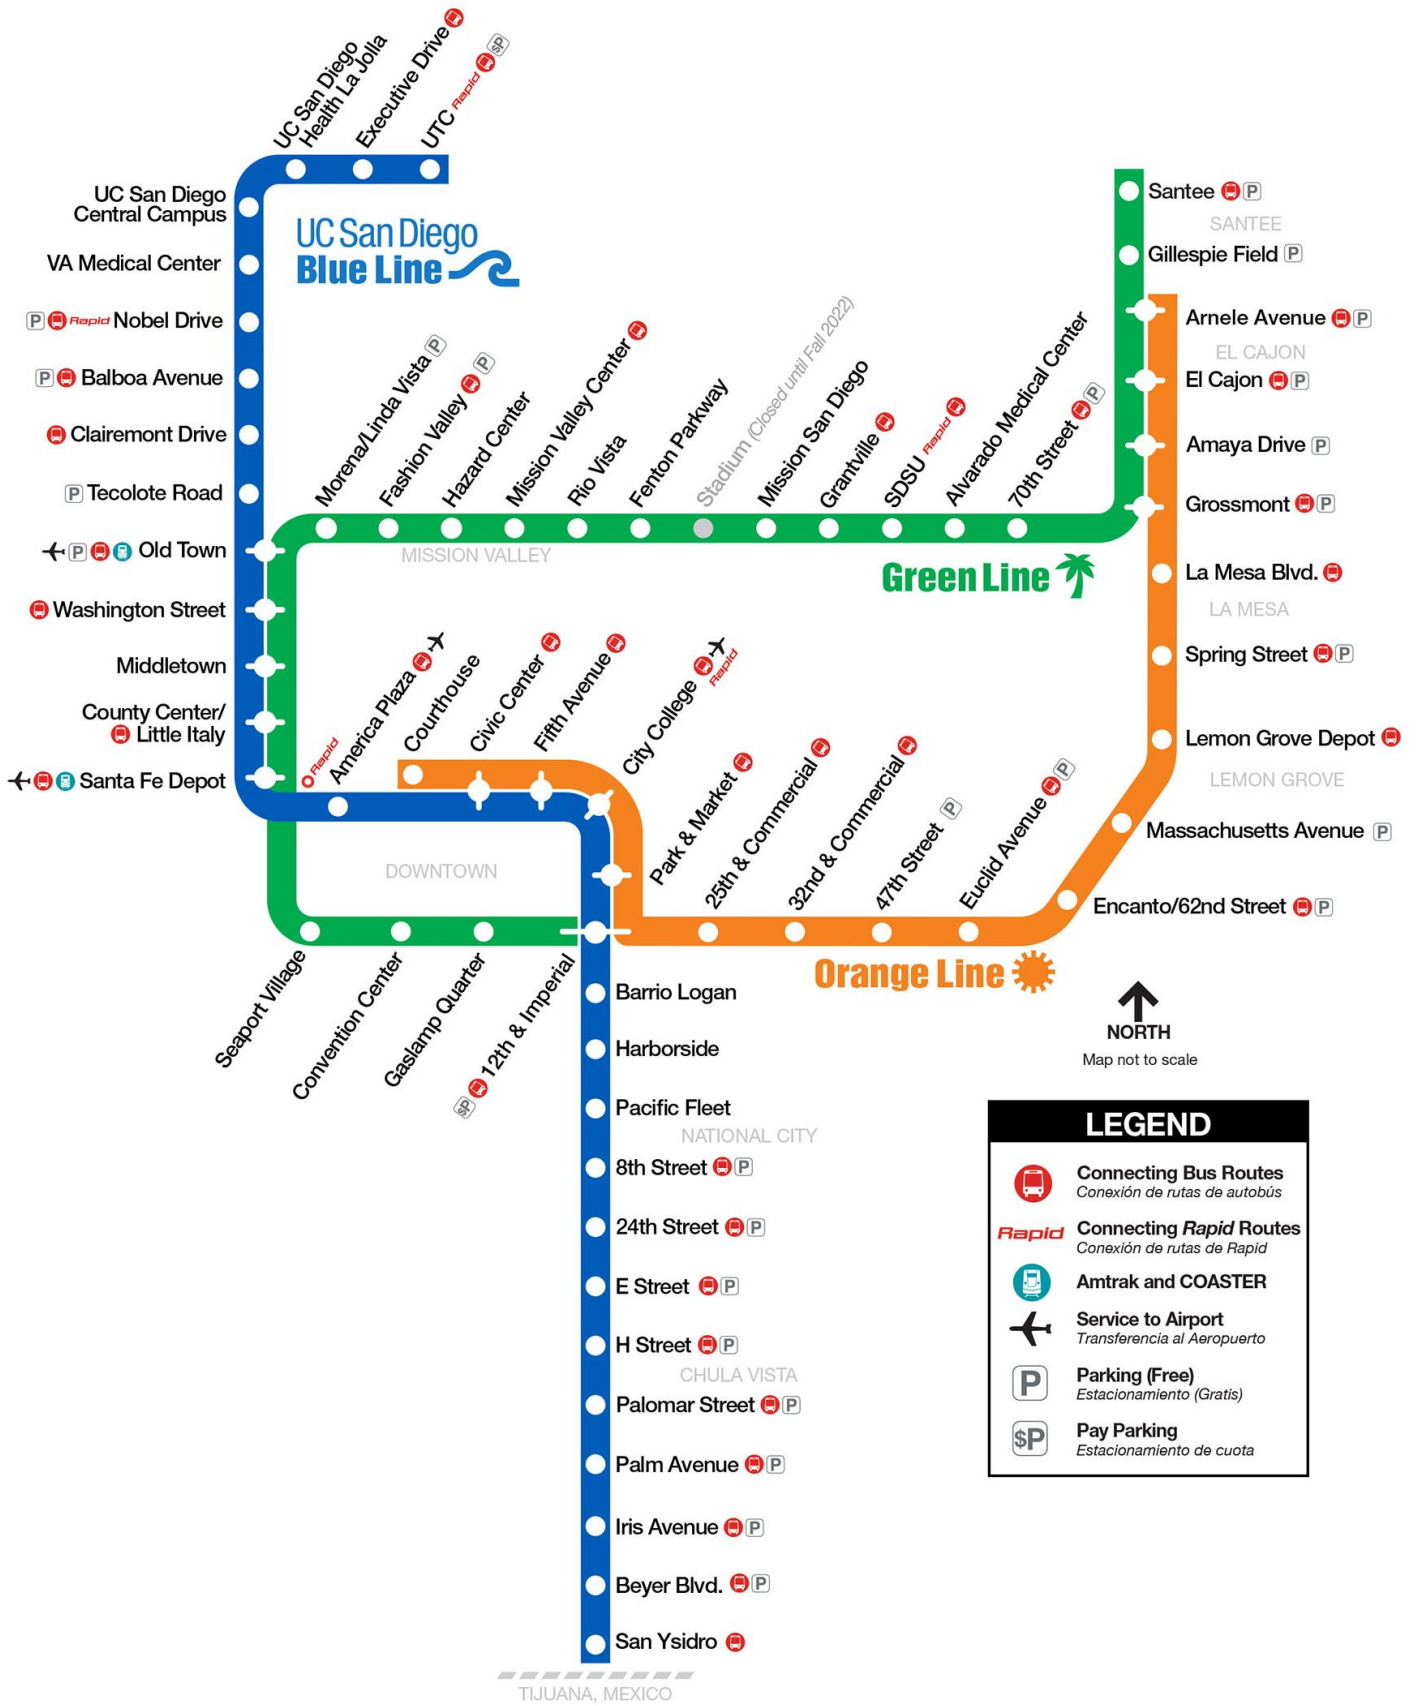 UC San Diego
Health La Jolla
Executive Drive
UTC Rapid $P
UC San Diego
Central Campus
VA Medical Center
P Rapid Nobel Drive
P Balboa Avenue
Clairemont Drive
P Tecolote Road
P Old Town
Washington Street
Middletown
County Center/
Little Italy
Santa Fe Depot
UC San Diego
Blue Line
Morena/Linda Vista P
Fashion Valley P
Hazard Center
Mission Valley Center
Rio Vista
Fenton Parkway
Stadium (Closed until Fall 2022)
Mission San Diego
Grantville
SDSU Rapid
Alvarado Medical Center
70th Street P
MISSION VALLEY
Green Line
Santee P
SANTEE
Gillespie Field P
Arnele Avenue P
EL CAJON
El Cajon P
Amaya Drive P
Grossmont P
La Mesa Blvd.
LA MESA
Spring Street P
Lemon Grove Depot
LEMON GROVE
Massachusetts Avenue P
Encanto/62nd Street P
Rapid
America Plaza
Courthouse
Civic Center
Fifth Avenue
City College
Rapid
Park & Market
25th & Commercial
32nd & Commercial
47th Street P
Euclid Avenue P
DOWNTOWN
Orange Line
Seaport Village
Convention Center
Gaslamp Quarter
$P 12th & Imperial
Barrio Logan
Harborside
Pacific Fleet
NATIONAL CITY
8th Street P
24th Street P
E Street P
H Street P
CHULA VISTA
Palomar Street P
Palm Avenue P
Iris Avenue P
Beyer Blvd. P
San Ysidro
TIJUANA, MEXICO
NORTH
Map not to scale
LEGEND
Connecting Bus Routes
Conexión de rutas de autobús
Rapid Connecting Rapid Routes
Conexión de rutas de Rapid
Amtrak and COASTER
Service to Airport
Transferencia al Aeropuerto
P Parking (Free)
Estacionamiento (Gratis)
$P Pay Parking
Estacionamiento de cuota